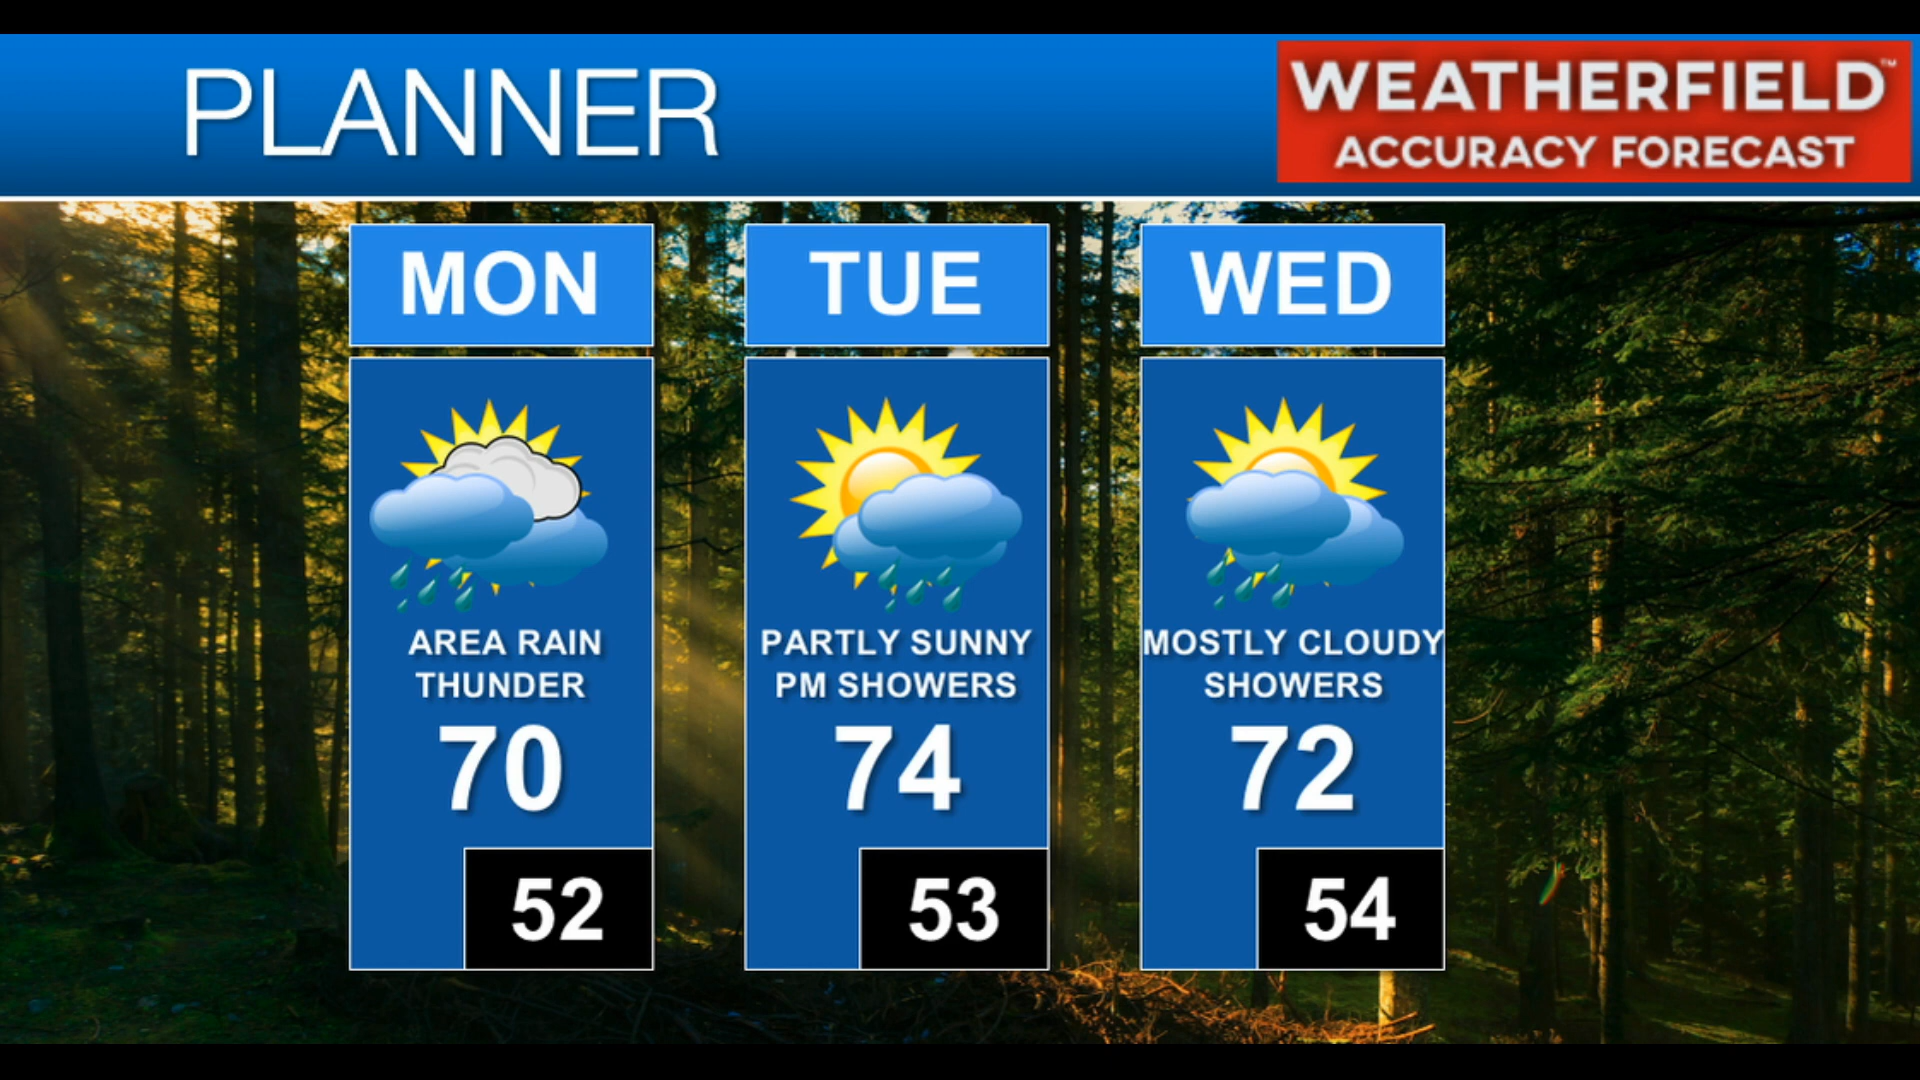 PLANNER
WEATHERFIELD™
ACCURACY FORECAST
MON
AREA RAIN
THUNDER
70
52
TUE
PARTLY SUNNY
PM SHOWERS
74
53
WED
MOSTLY CLOUDY
SHOWERS
72
54